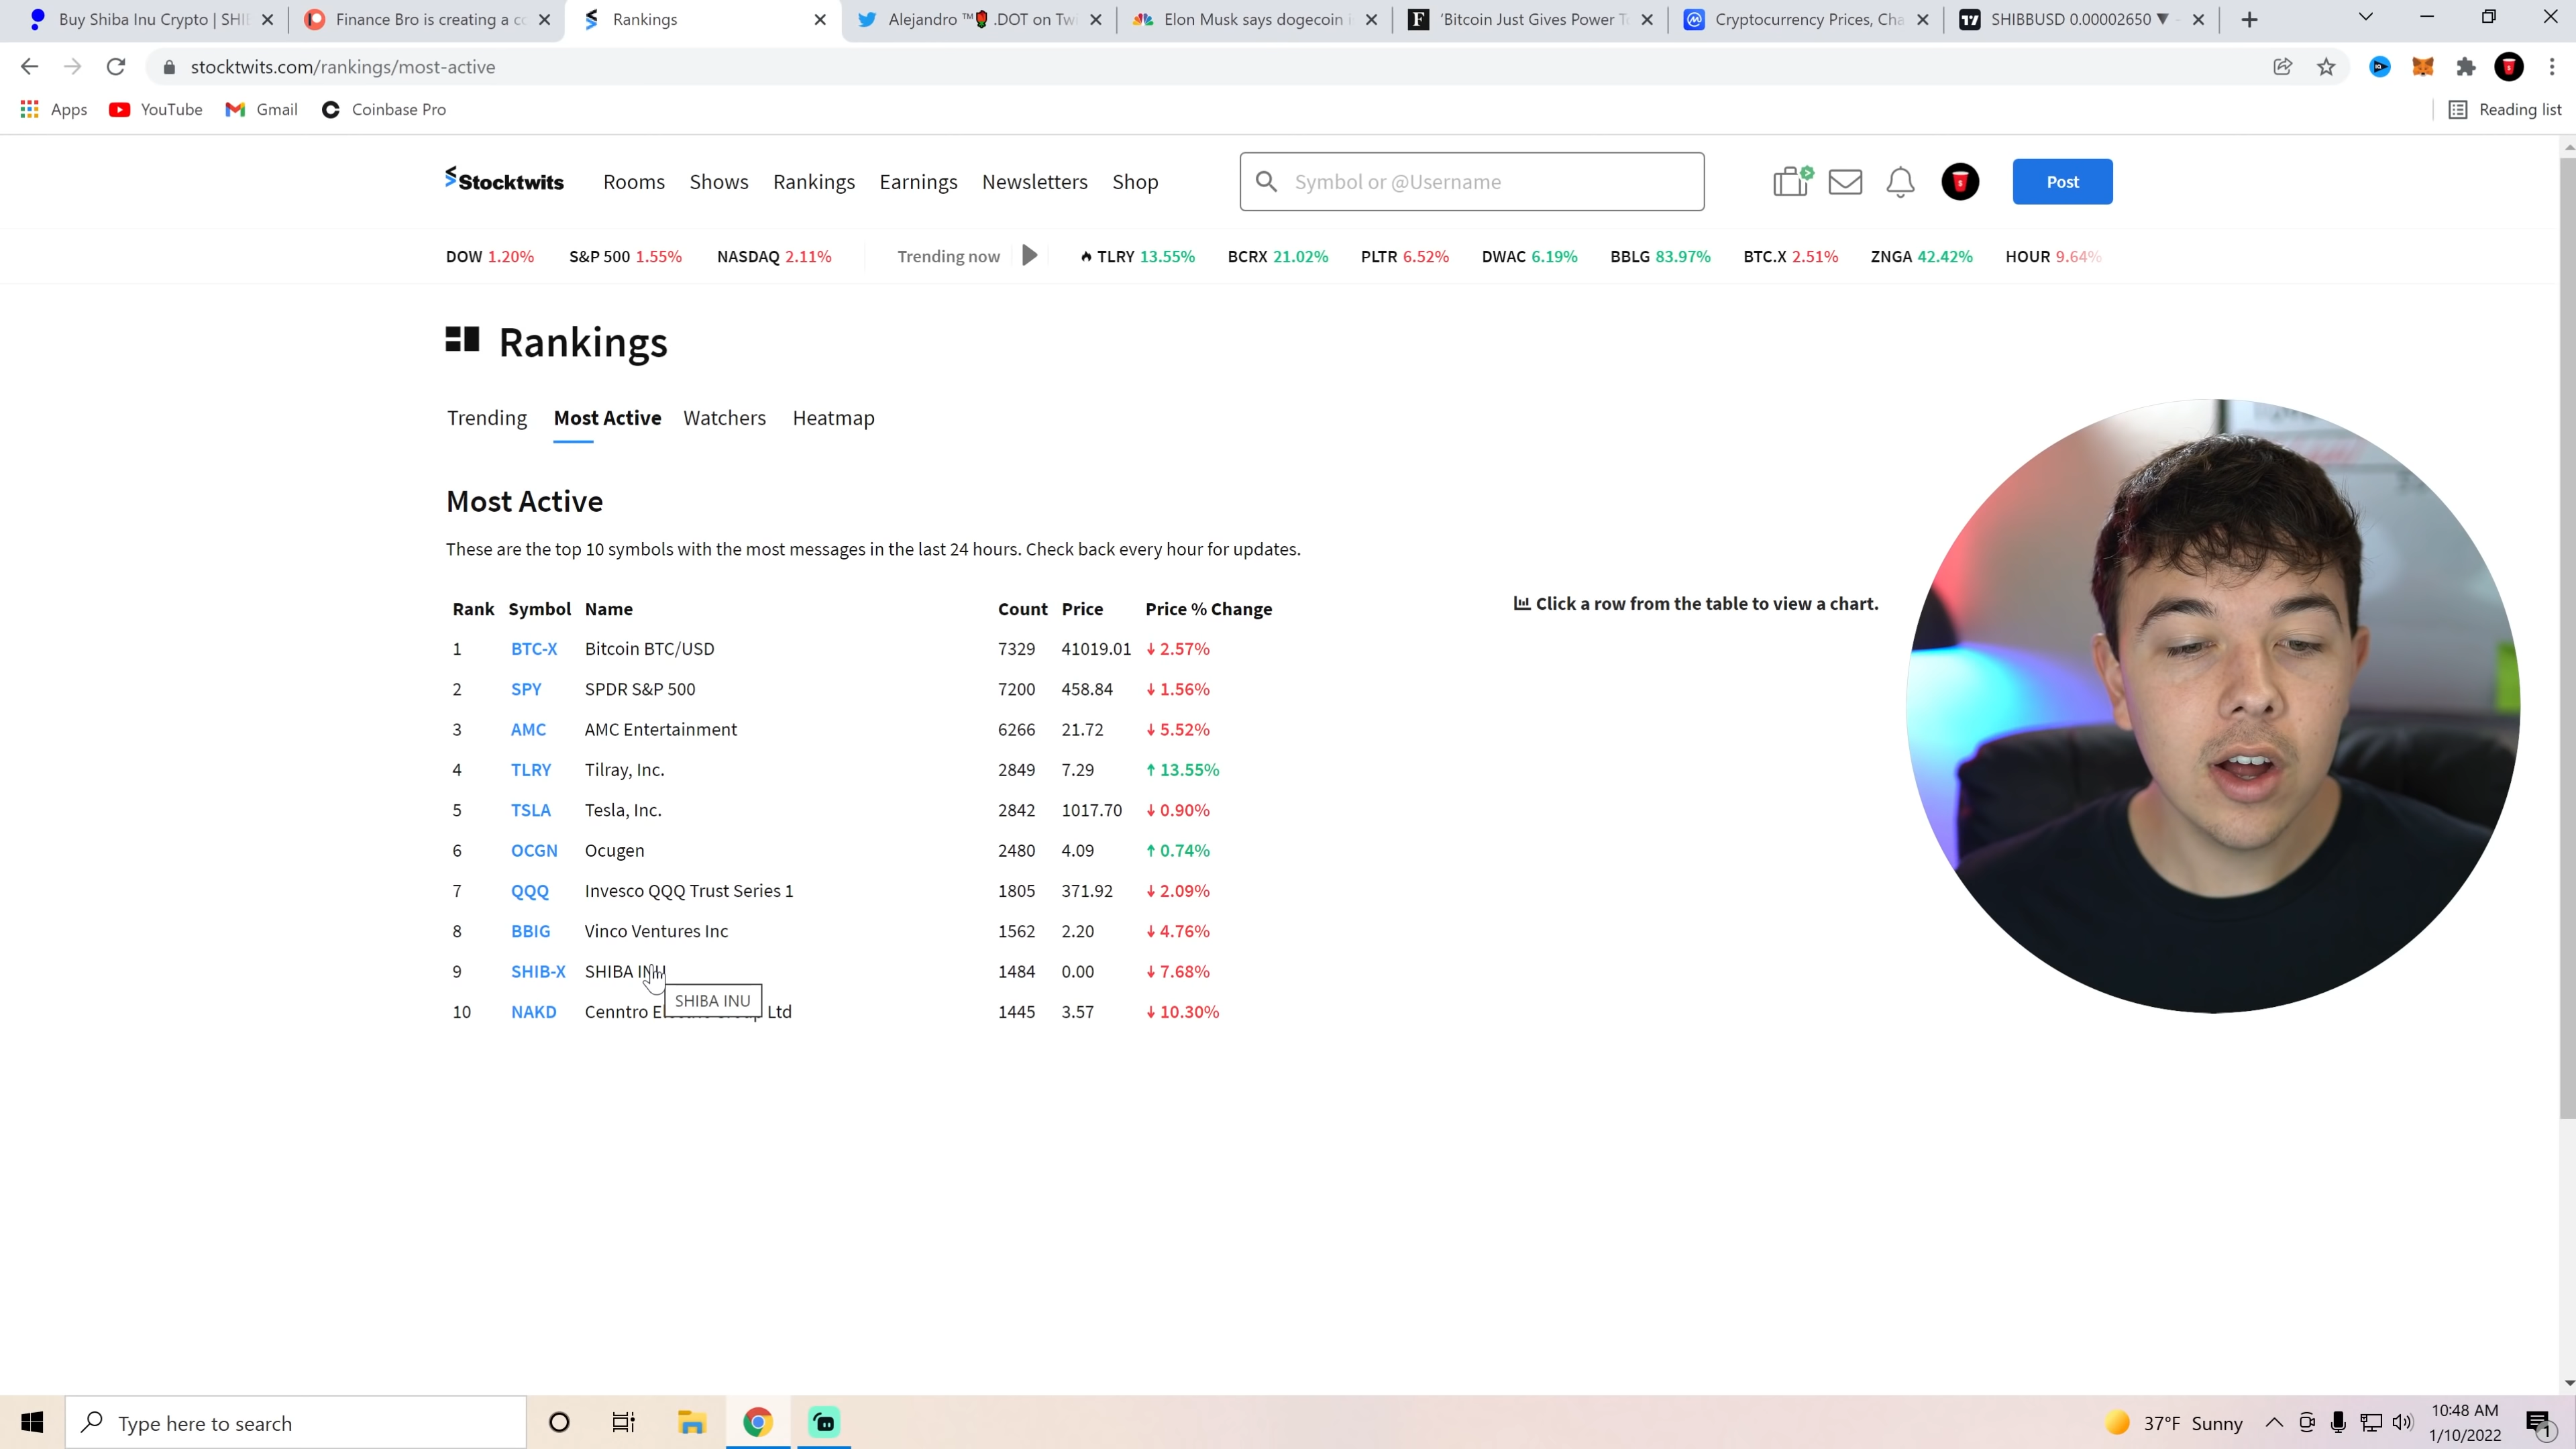 Buy Shiba Inu Crypto | SHI
Finance Bro is creating a co
Rankings
Alejandro ™🌹 .DOT on Twi
Elon Musk says dogecoin i
'Bitcoin Just Gives Power T
Cryptocurrency Prices, Cha
SHIBBUSD 0.00002650 ▼
stocktwits.com/rankings/most-active
Apps YouTube Gmail Coinbase Pro Reading list
Stocktwits Rooms Shows Rankings Earnings Newsletters Shop Symbol or @Username Post
DOW 1.20% S&P 500 1.55% NASDAQ 2.11% Trending now TLRY 13.55% BCRX 21.02% PLTR 6.52% DWAC 6.19% BBLG 83.97% BTC.X 2.51% ZNGA 42.42% HOUR 9.64%
Rankings
Trending Most Active Watchers Heatmap
Most Active
These are the top 10 symbols with the most messages in the last 24 hours. Check back every hour for updates.
Click a row from the table to view a chart.
Rank Symbol Name Count Price Price % Change
1 BTC-X Bitcoin BTC/USD 7329 41019.01 ↓ 2.57%
2 SPY SPDR S&P 500 7200 458.84 ↓ 1.56%
3 AMC AMC Entertainment 6266 21.72 ↓ 5.52%
4 TLRY Tilray, Inc. 2849 7.29 ↑ 13.55%
5 TSLA Tesla, Inc. 2842 1017.70 ↓ 0.90%
6 OCGN Ocugen 2480 4.09 ↑ 0.74%
7 QQQ Invesco QQQ Trust Series 1 1805 371.92 ↓ 2.09%
8 BBIG Vinco Ventures Inc 1562 2.20 ↓ 4.76%
9 SHIB-X SHIBA INU 1484 0.00 ↓ 7.68%
SHIBA INU
10 NAKD Cenntro Ltd 1445 3.57 ↓ 10.30%
Type here to search
37°F Sunny
10:48 AM
1/10/2022
1